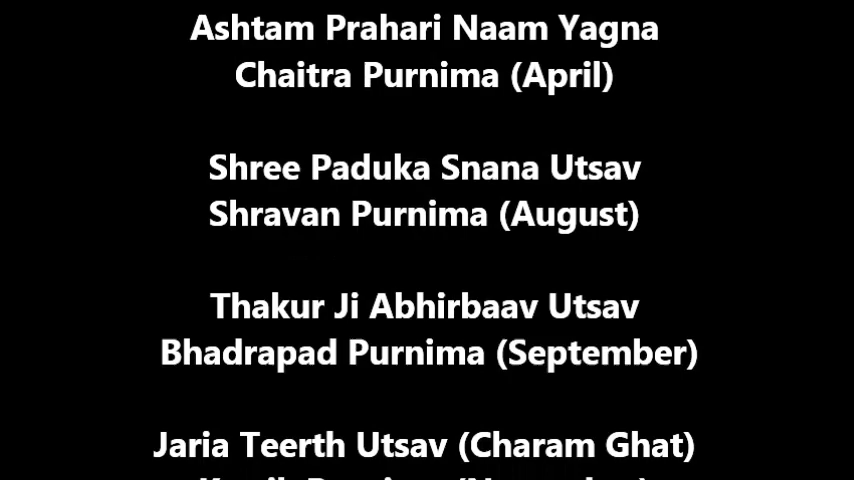 Ashtam Prahari Naam Yagna
Chaitra Purnima (April)
Shree Paduka Snana Utsav
Shravan Purnima (August)
Thakur Ji Abhirbaav Utsav
Bhadrapad Purnima (September)
Jaria Teerth Utsav (Charam Ghat)